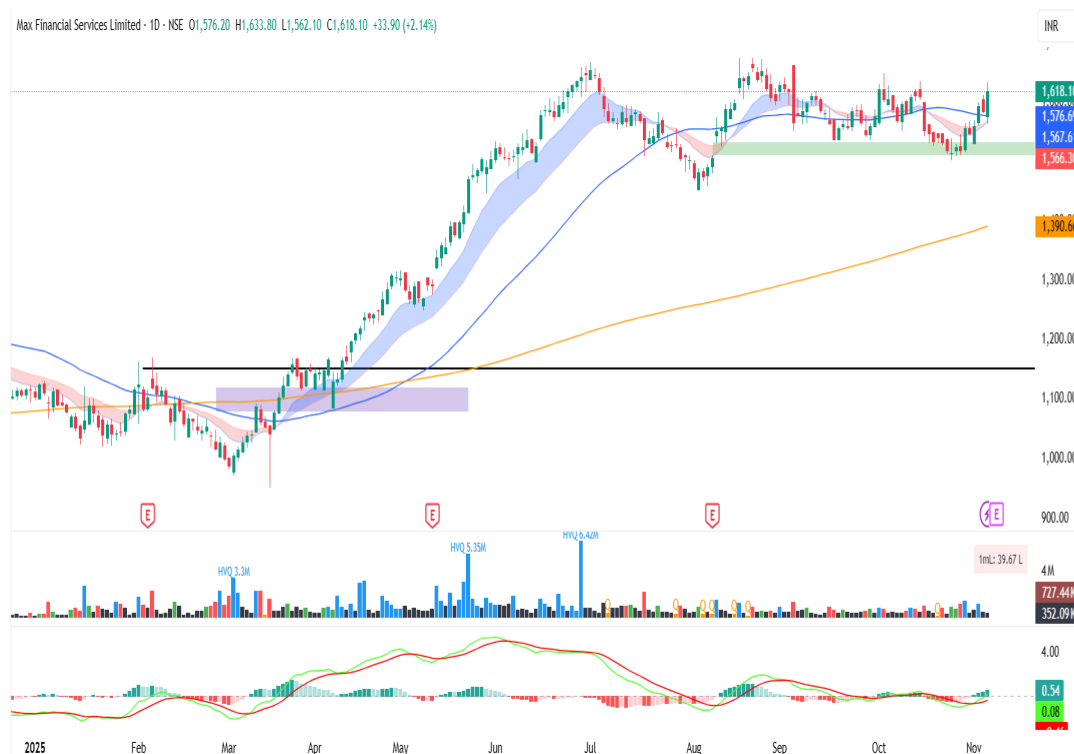 Max Financial Services Limited · 1D · NSE O1,576.20 H1,633.80 L1,562.10 C1,618.10 +33.90 (+2.14%)
INR
1,618.10
1,576.69
1,567.6
1,566.30
1,390.60
1,300.00
1,200.00
1,100.00
1,000.00
900.00
E
E
E
E
HVQ 3.3M
HVQ 5.35M
HVQ 6.42M
1mL: 39.67 L
4 M
727.44K
352.09K
4.00
0.54
0.08
2025 Feb Mar Apr May Jun Jul Aug Sep Oct Nov